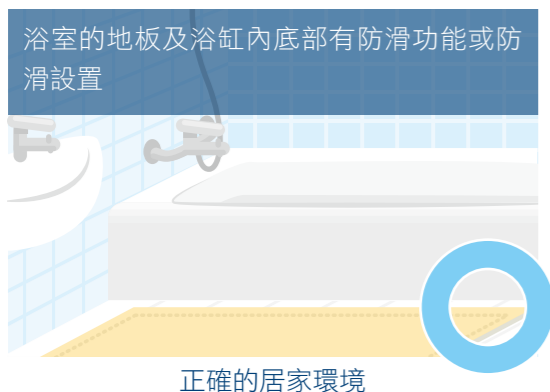 浴室的地板及浴缸內底部有防滑功能或防
滑設置
正確的居家環境